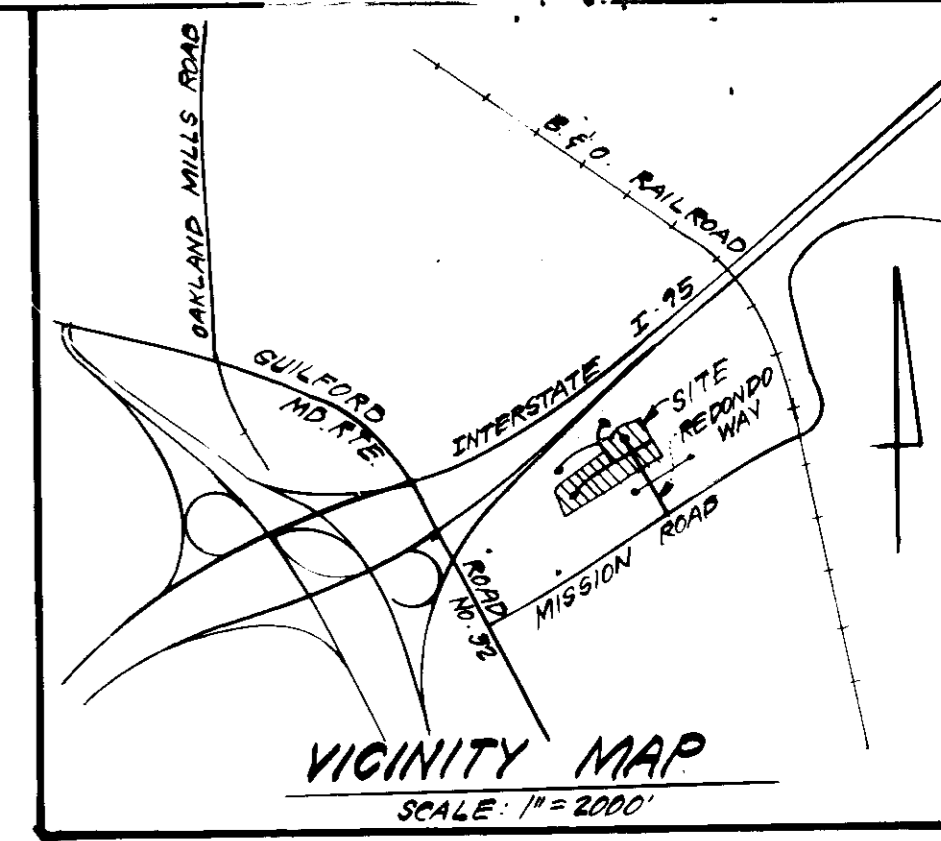 OAKLAND MILLS ROAD
B. & O. RAILROAD
I-95
INTERSTATE
GUILFORD
MD. RTE.
SITE
REDONDO
WAY
ROAD
NO. 32
MISSION ROAD
VICINITY MAP
SCALE: 1" = 2000'